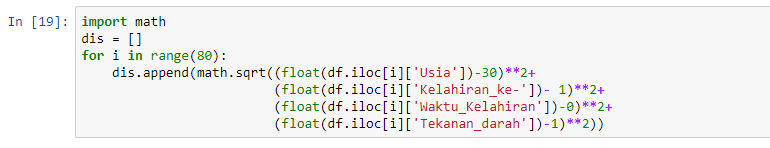 In [19]: import math
dis = []
for i in range(80):
    dis.append(math.sqrt((float(df.iloc[i]['Usia'])-30)**2+
                         (float(df.iloc[i]['Kelahiran_ke-'])- 1)**2+
                         (float(df.iloc[i]['Waktu_Kelahiran'])-0)**2+
                         (float(df.iloc[i]['Tekanan_darah'])-1)**2))